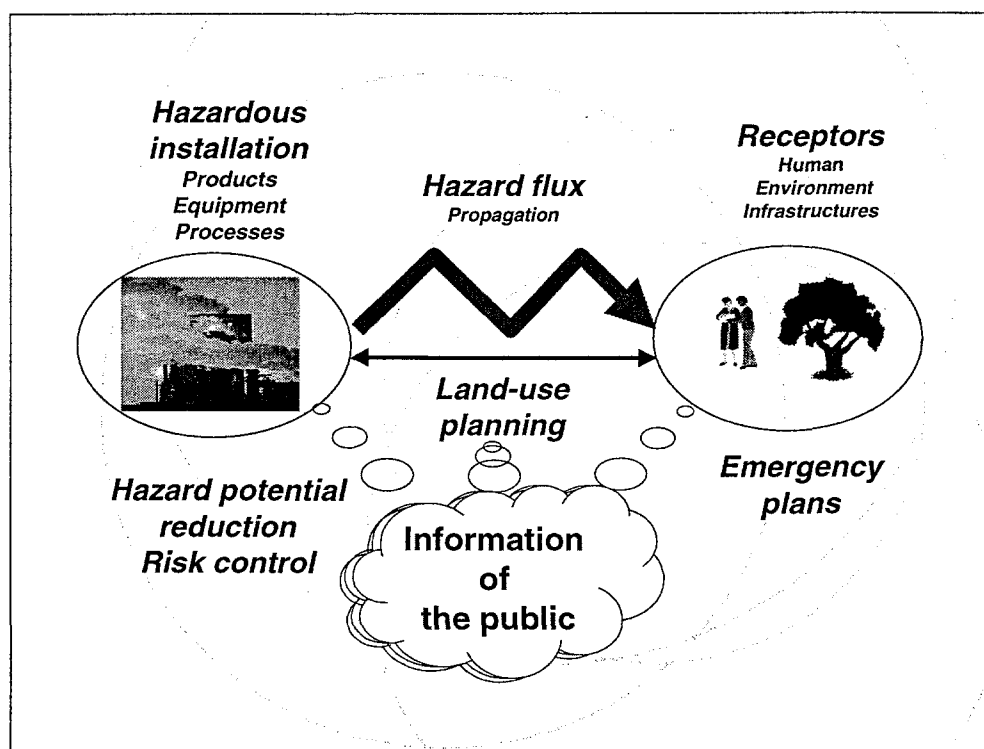 Hazardous
installation
Products
Equipment
Processes
Hazard flux
Propagation
Receptors
Human
Environment
Infrastructures
Land-use
planning
Hazard potential
reduction
Risk control
Emergency
plans
Information
of
the public